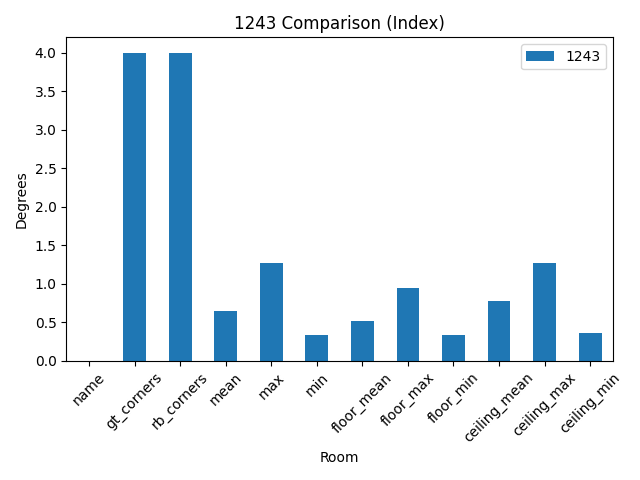 1243 Comparison (Index)
1243
Degrees
4.0
3.5
3.0
2.5
2.0
1.5
1.0
0.5
0.0
name
gt_corners
rb_corners
mean
max
min
floor_mean
floor_max
floor_min
ceiling_mean
ceiling_max
ceiling_min
Room